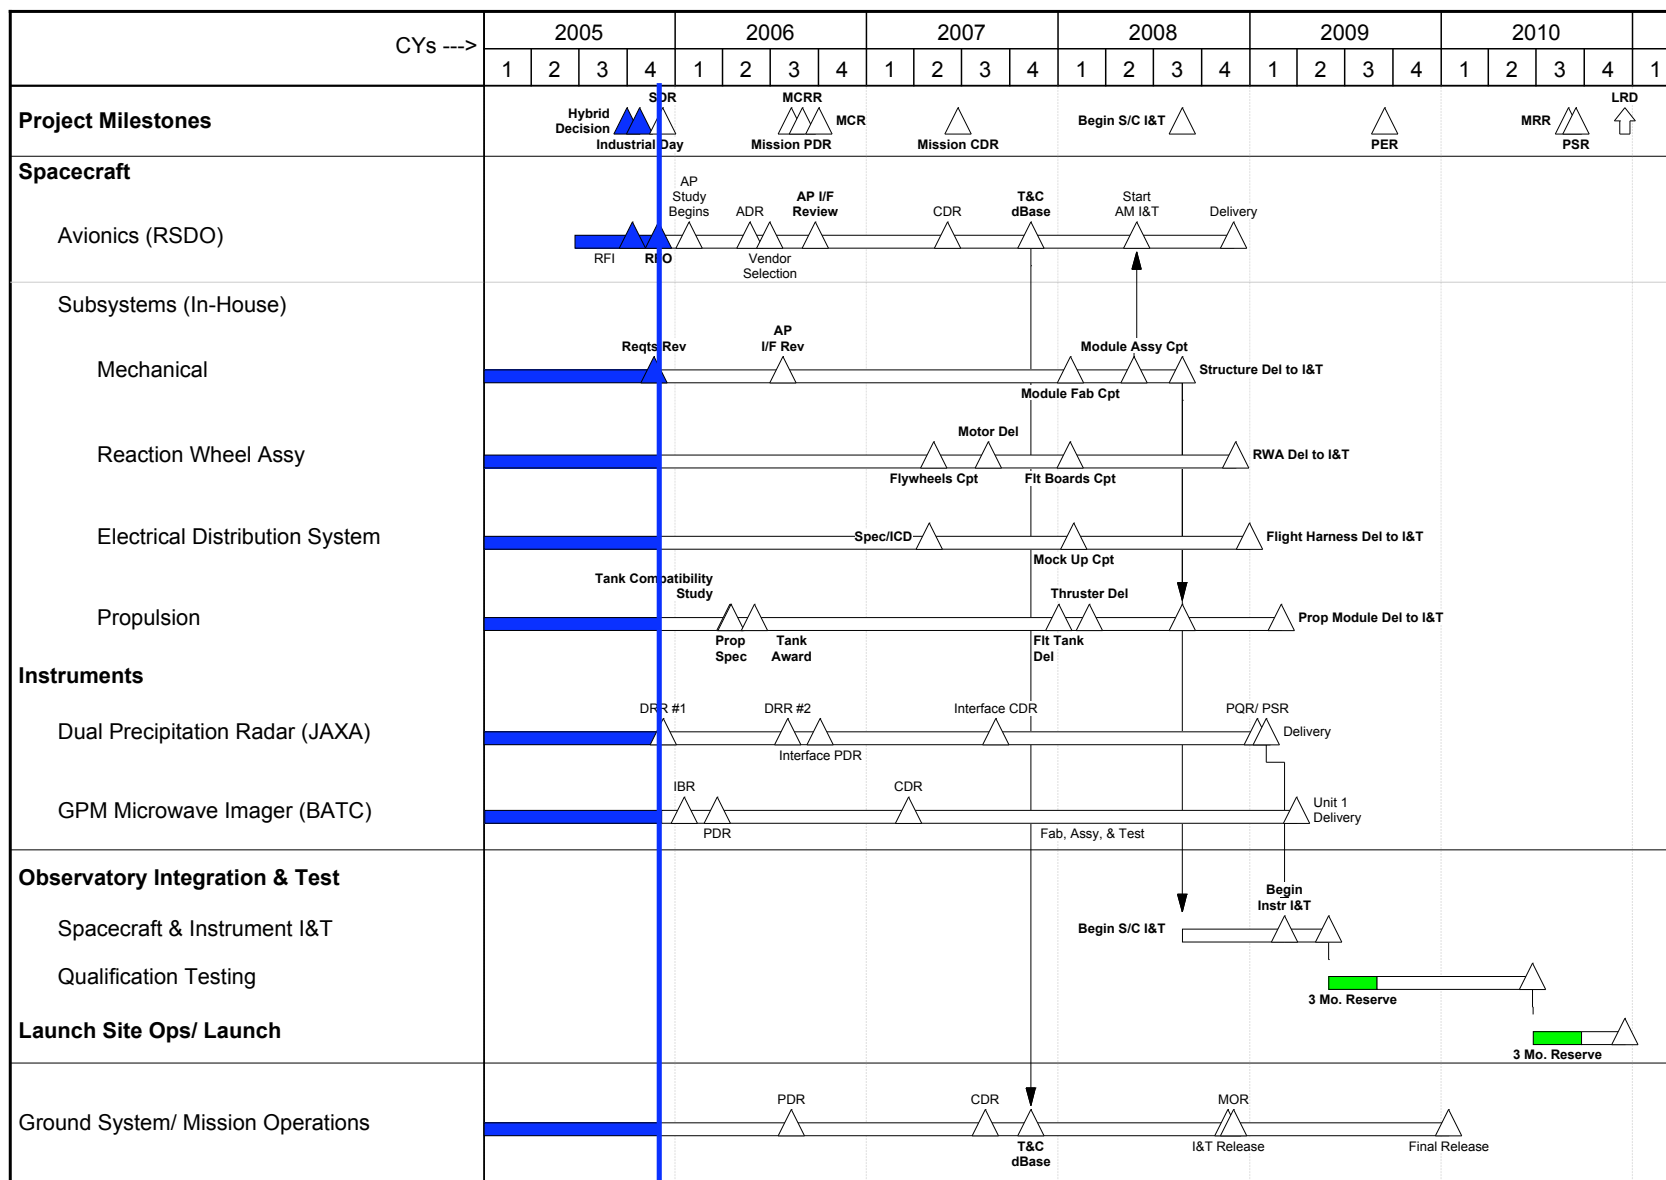 CYs --->
2005 2006 2007 2008 2009 2010
1 2 3 4 1 2 3 4 1 2 3 4 1 2 3 4 1 2 3 4 1 2 3 4 1
Project Milestones
Hybrid
Decision
SDR
Industrial Day
MCRR
MCR
Mission PDR
Mission CDR
Begin S/C I&T
PER
MRR
PSR
LRD
Spacecraft
Avionics (RSDO)
RFI
RFO
AP
Study
Begins
ADR
Vendor
Selection
AP I/F
Review
CDR
T&C
dBase
Start
AM I&T
Delivery
Subsystems (In-House)
Mechanical
Reqts Rev
AP
I/F Rev
Module Fab Cpt
Module Assy Cpt
Structure Del to I&T
Reaction Wheel Assy
Flywheels Cpt
Motor Del
Flt Boards Cpt
RWA Del to I&T
Electrical Distribution System
Spec/ICD
Mock Up Cpt
Flight Harness Del to I&T
Propulsion
Tank Compatibility
Study
Prop
Spec
Tank
Award
Flt Tank
Del
Thruster Del
Prop Module Del to I&T
Instruments
Dual Precipitation Radar (JAXA)
DRR #1
DRR #2
Interface PDR
Interface CDR
PQR/ PSR
Delivery
GPM Microwave Imager (BATC)
IBR
PDR
CDR
Fab, Assy, & Test
Unit 1
Delivery
Observatory Integration & Test
Spacecraft & Instrument I&T
Begin S/C I&T
Begin
Instr I&T
Qualification Testing
3 Mo. Reserve
Launch Site Ops/ Launch
3 Mo. Reserve
Ground System/ Mission Operations
PDR
CDR
T&C
dBase
MOR
I&T Release
Final Release